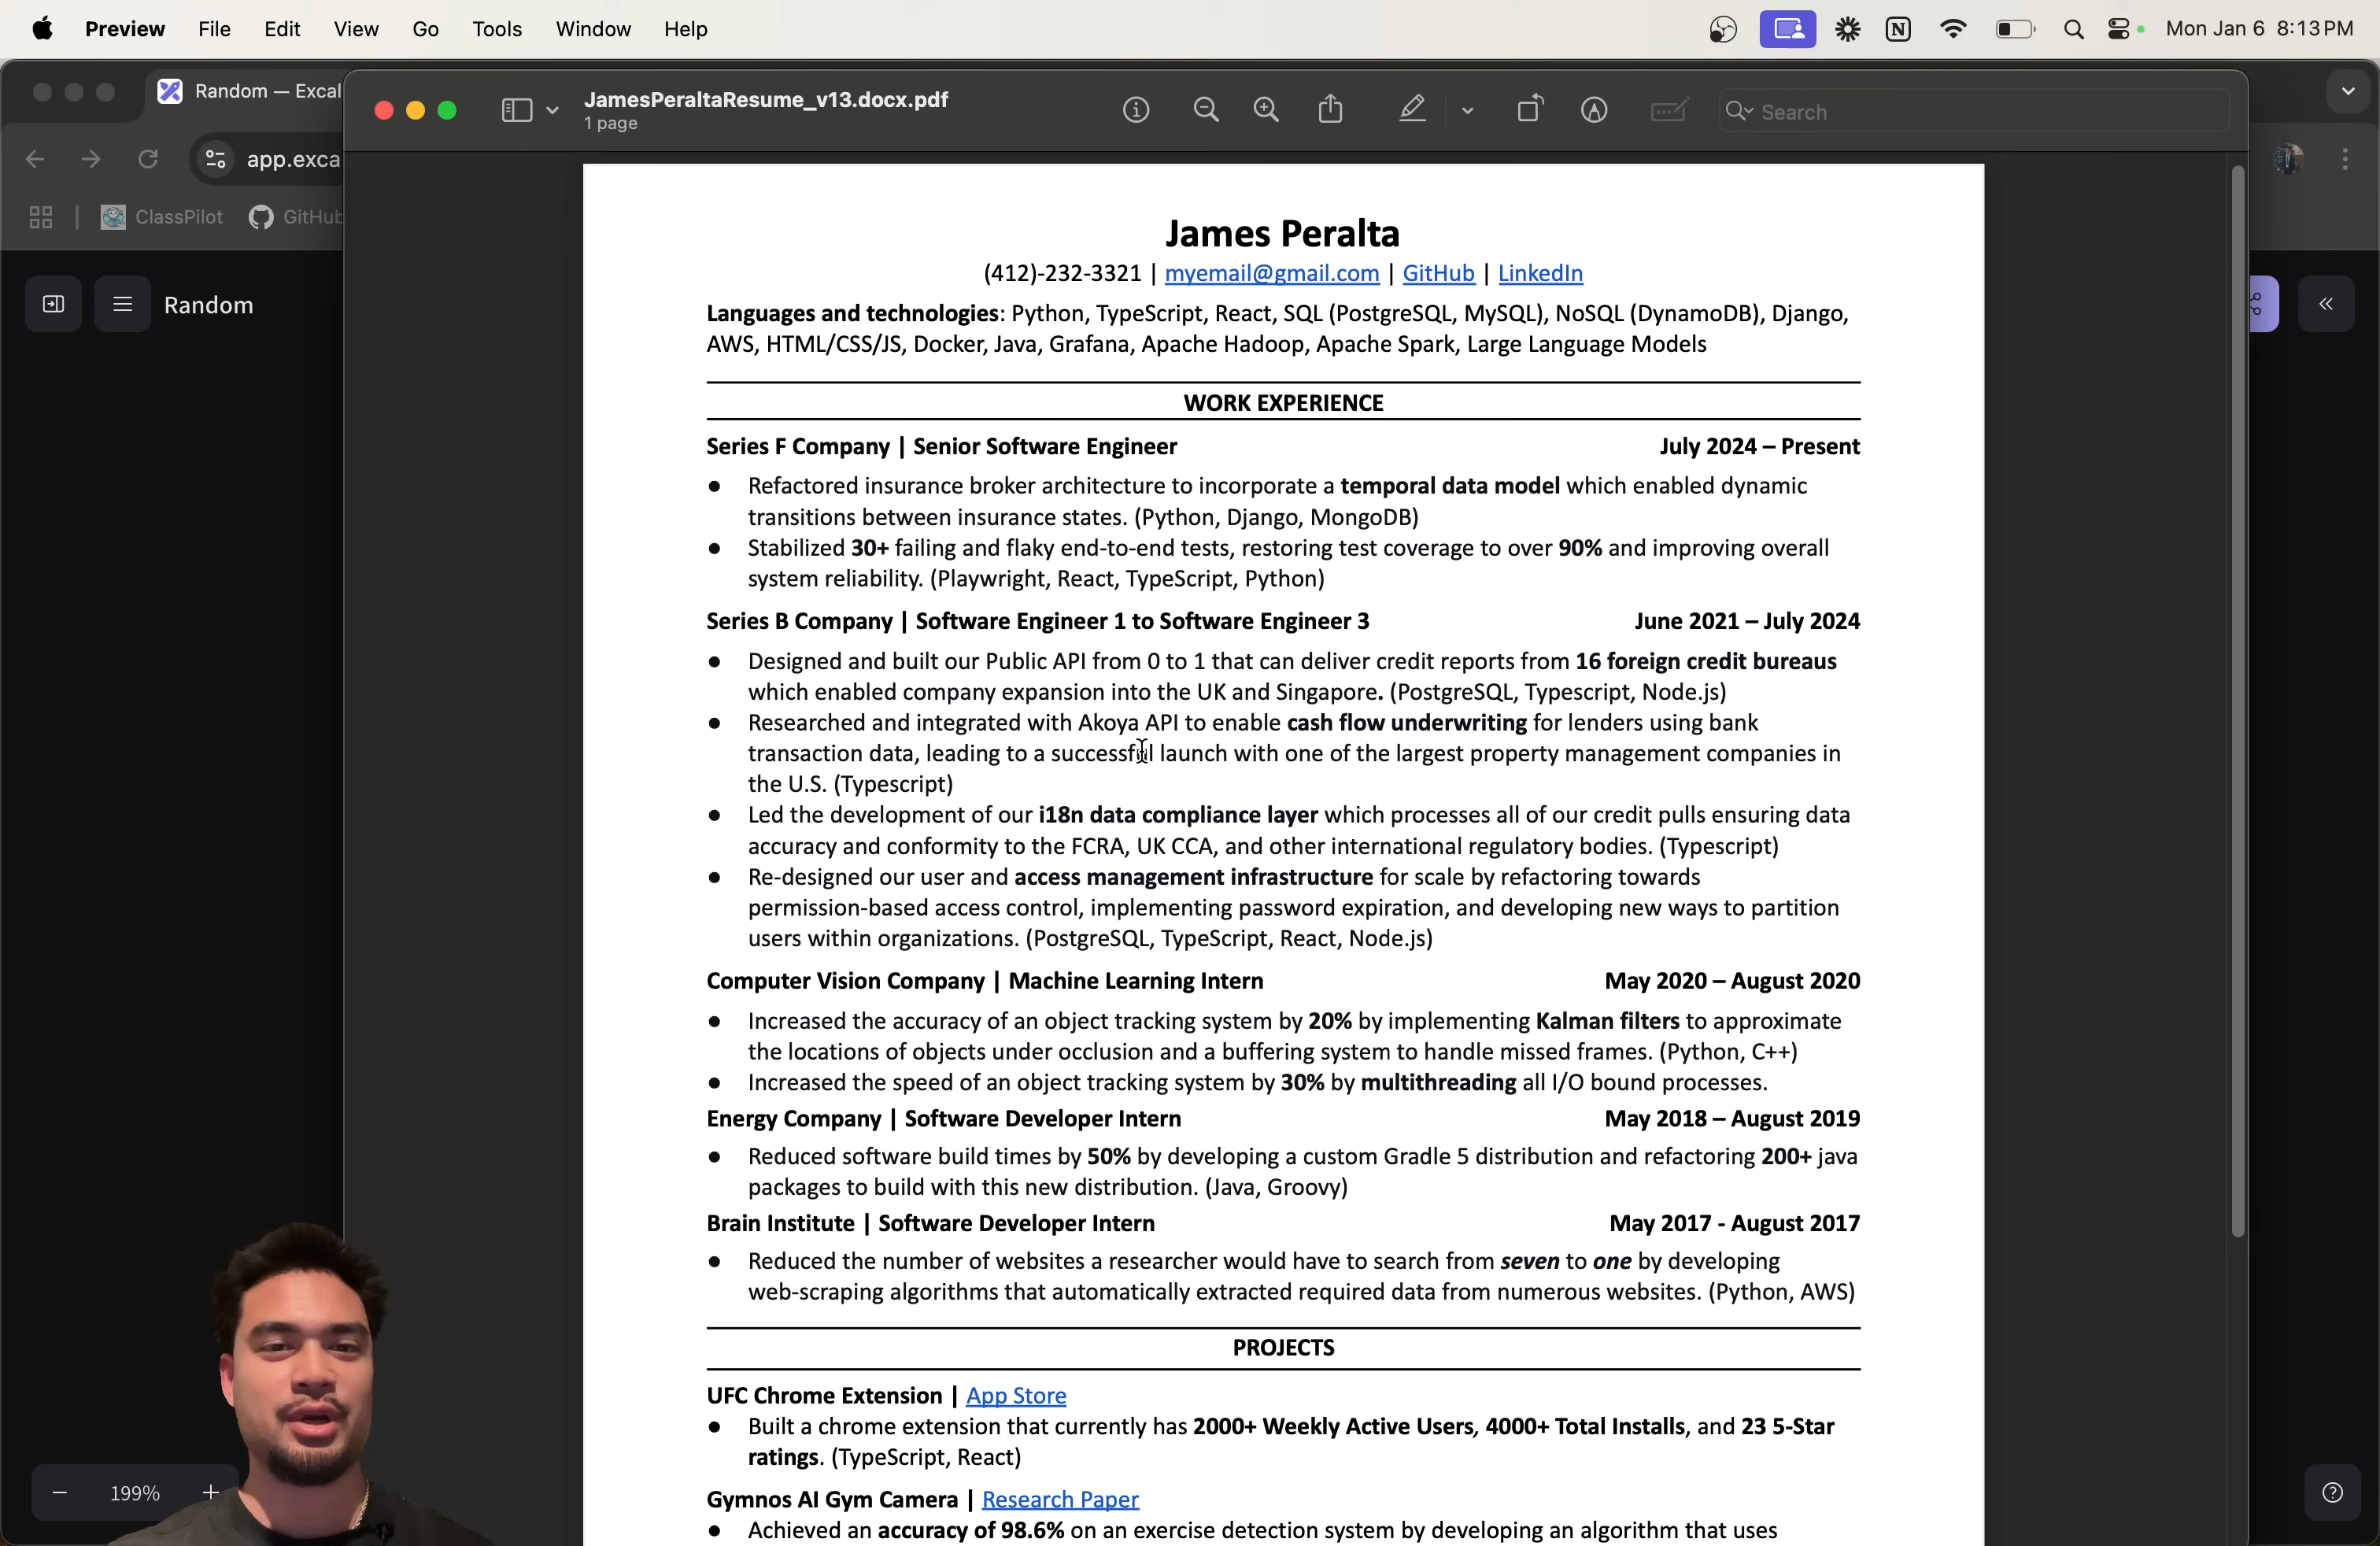 Preview File Edit View Go Tools Window Help Mon Jan 6 8:13 PM
Random — Excal
JamesPeraltaResume_v13.docx.pdf
1 page
Search
app.exca
ClassPilot GitHub
Random
James Peralta
(412)-232-3321 | myemail@gmail.com | GitHub | LinkedIn
Languages and technologies: Python, TypeScript, React, SQL (PostgreSQL, MySQL), NoSQL (DynamoDB), Django,
AWS, HTML/CSS/JS, Docker, Java, Grafana, Apache Hadoop, Apache Spark, Large Language Models
WORK EXPERIENCE
Series F Company | Senior Software Engineer July 2024 – Present
● Refactored insurance broker architecture to incorporate a temporal data model which enabled dynamic
transitions between insurance states. (Python, Django, MongoDB)
● Stabilized 30+ failing and flaky end-to-end tests, restoring test coverage to over 90% and improving overall
system reliability. (Playwright, React, TypeScript, Python)
Series B Company | Software Engineer 1 to Software Engineer 3 June 2021 – July 2024
● Designed and built our Public API from 0 to 1 that can deliver credit reports from 16 foreign credit bureaus
which enabled company expansion into the UK and Singapore. (PostgreSQL, Typescript, Node.js)
● Researched and integrated with Akoya API to enable cash flow underwriting for lenders using bank
transaction data, leading to a successful launch with one of the largest property management companies in
the U.S. (Typescript)
● Led the development of our i18n data compliance layer which processes all of our credit pulls ensuring data
accuracy and conformity to the FCRA, UK CCA, and other international regulatory bodies. (Typescript)
● Re-designed our user and access management infrastructure for scale by refactoring towards
permission-based access control, implementing password expiration, and developing new ways to partition
users within organizations. (PostgreSQL, TypeScript, React, Node.js)
Computer Vision Company | Machine Learning Intern May 2020 – August 2020
● Increased the accuracy of an object tracking system by 20% by implementing Kalman filters to approximate
the locations of objects under occlusion and a buffering system to handle missed frames. (Python, C++)
● Increased the speed of an object tracking system by 30% by multithreading all I/O bound processes.
Energy Company | Software Developer Intern May 2018 – August 2019
● Reduced software build times by 50% by developing a custom Gradle 5 distribution and refactoring 200+ java
packages to build with this new distribution. (Java, Groovy)
Brain Institute | Software Developer Intern May 2017 - August 2017
● Reduced the number of websites a researcher would have to search from seven to one by developing
web-scraping algorithms that automatically extracted required data from numerous websites. (Python, AWS)
PROJECTS
UFC Chrome Extension | App Store
● Built a chrome extension that currently has 2000+ Weekly Active Users, 4000+ Total Installs, and 23 5-Star
ratings. (TypeScript, React)
Gymnos AI Gym Camera | Research Paper
● Achieved an accuracy of 98.6% on an exercise detection system by developing an algorithm that uses
199%